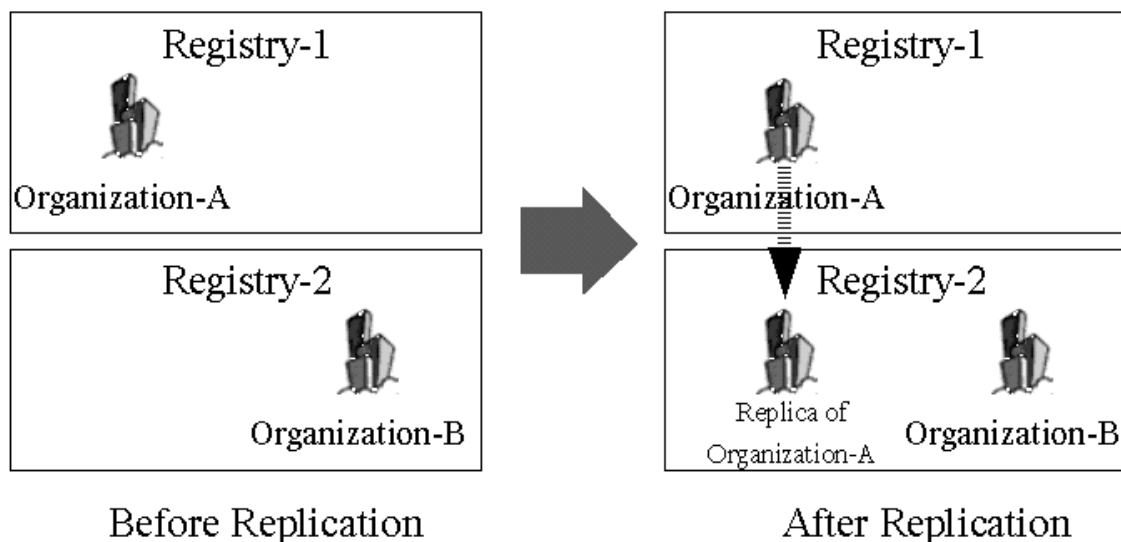 Registry-1
Organization-A
Registry-2
Organization-B
Before Replication
Registry-1
Organization-A
Registry-2
Replica of
Organization-A
Organization-B
After Replication